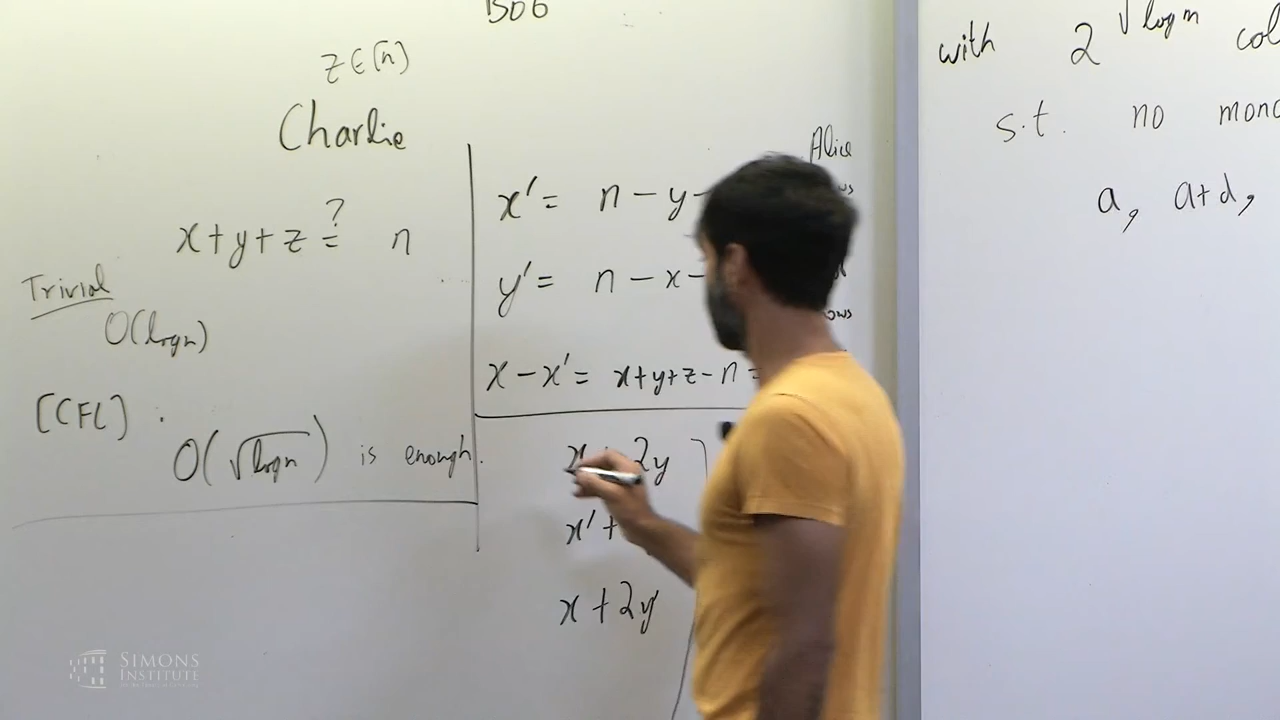 Bob
z ∈ [n]
Charlie
x+y+z ?= n
Trivial
O(log n)
[CFL] .
O(√log n) is enough.
Alice
x' = n - y -
y' = n - x -
x - x' = x+y+z - n =
x + 2y
x' +
x + 2y'
with 2^√log n col
s.t. no mono
a, a+d,
SIMONS
INSTITUTE